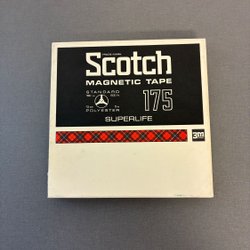 Scotch
MAGNETIC TAPE
STANDARD
POLYESTER
175
SUPERLIFE
3M